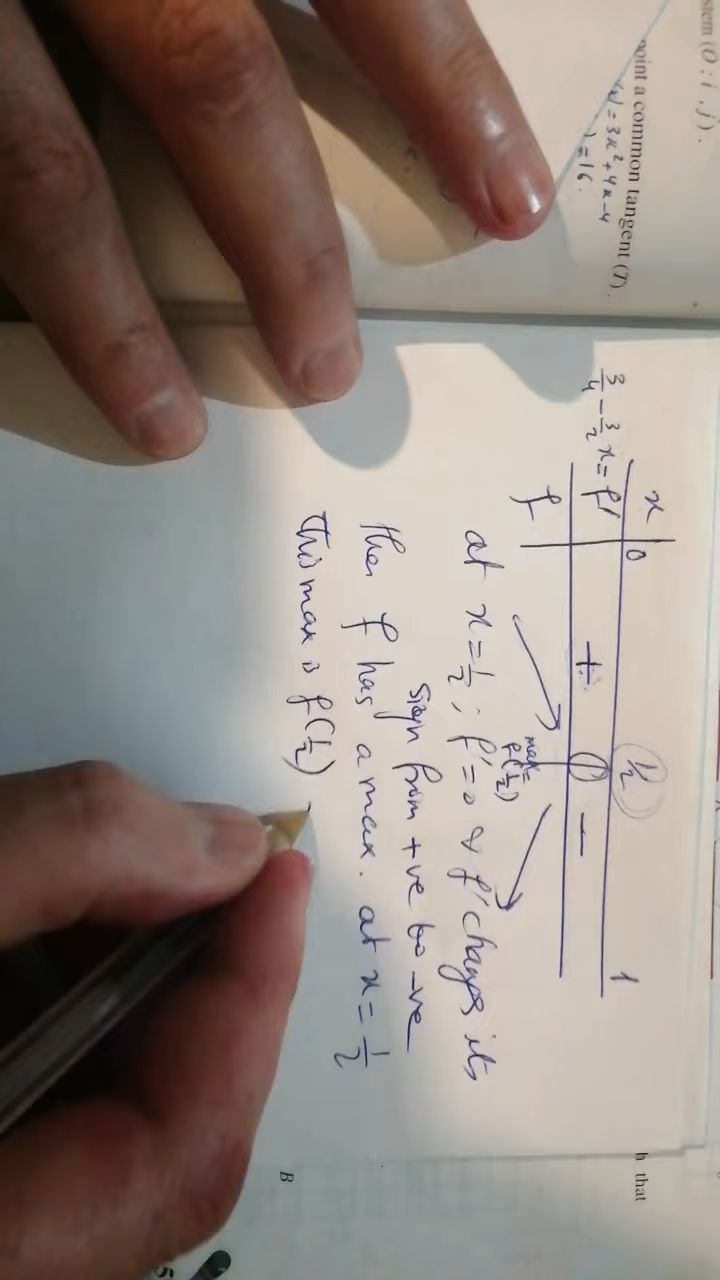 stem (O ; i , j).
point a common tangent (T).
= 3x² + 4x - 4
) = 16.
x 0 1/2 1
3/4 - 3/2 x = f' + 0 -
f max = f(1/2)
at x = 1/2 ; f' = 0 & f' changes its
sign from +ve to -ve
then f has a max. at x = 1/2
this max is f(1/2)
h that
B